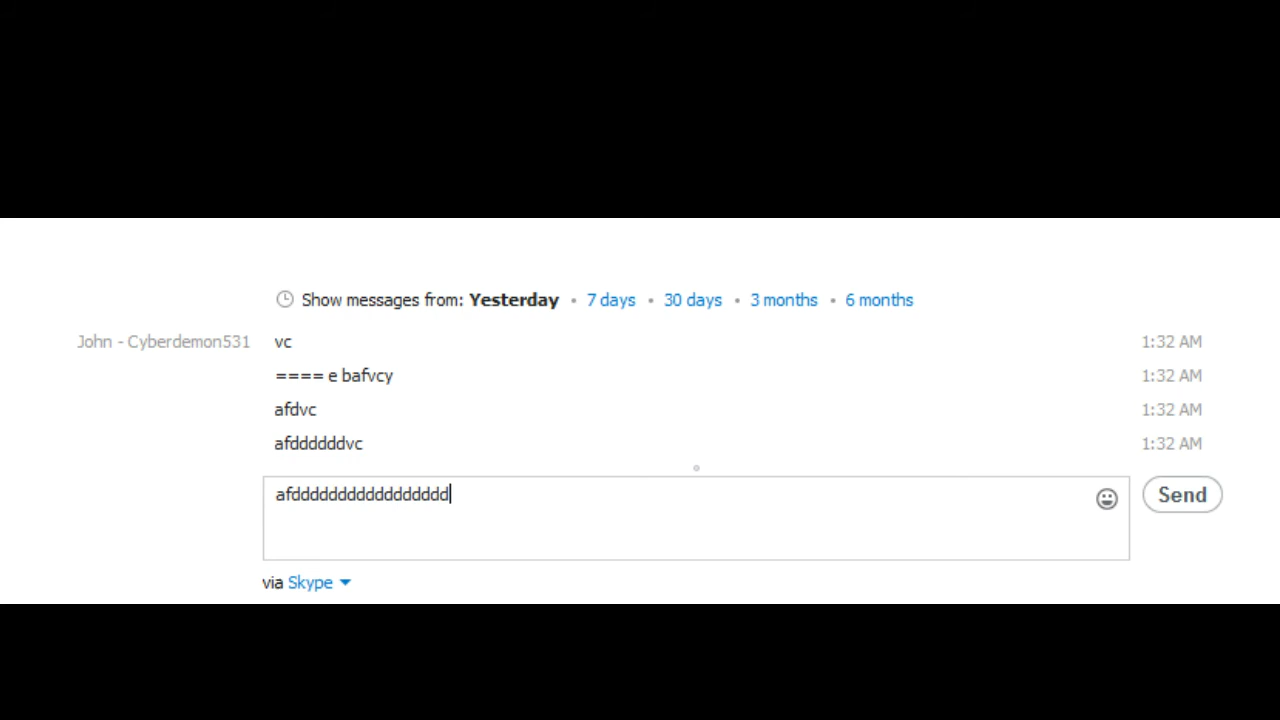 Show messages from: Yesterday • 7 days • 30 days • 3 months • 6 months
John - Cyberdemon531 vc 1:32 AM
==== e bafvcy 1:32 AM
afdvc 1:32 AM
afddddddvc 1:32 AM
afddddddddddddddddd Send
via Skype